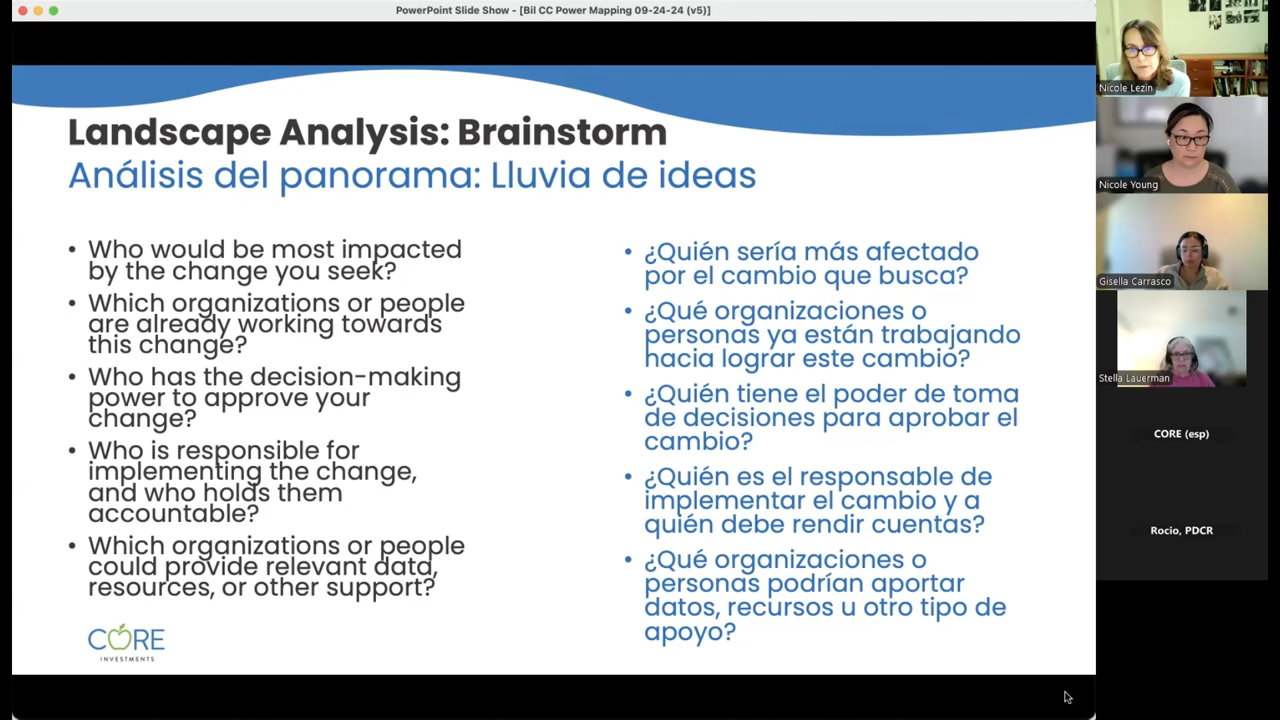 PowerPoint Slide Show - [Bil CC Power Mapping 09-24-24 (v5)]
Landscape Analysis: Brainstorm
Análisis del panorama: Lluvia de ideas
• Who would be most impacted
by the change you seek?
• Which organizations or people
are already working towards
this change?
• Who has the decision-making
power to approve your
change?
• Who is responsible for
implementing the change,
and who holds them
accountable?
• Which organizations or people
could provide relevant data,
resources, or other support?
• ¿Quién sería más afectado
por el cambio que busca?
• ¿Qué organizaciones o
personas ya están trabajando
hacia lograr este cambio?
• ¿Quién tiene el poder de toma
de decisiones para aprobar el
cambio?
• ¿Quién es el responsable de
implementar el cambio y a
quién debe rendir cuentas?
• ¿Qué organizaciones o
personas podrían aportar
datos, recursos u otro tipo de
apoyo?
CORE
INVESTMENTS
Nicole Lezin
Nicole Young
Gisella Carrasco
Stella Lauerman
CORE (esp)
Rocio, PDCR